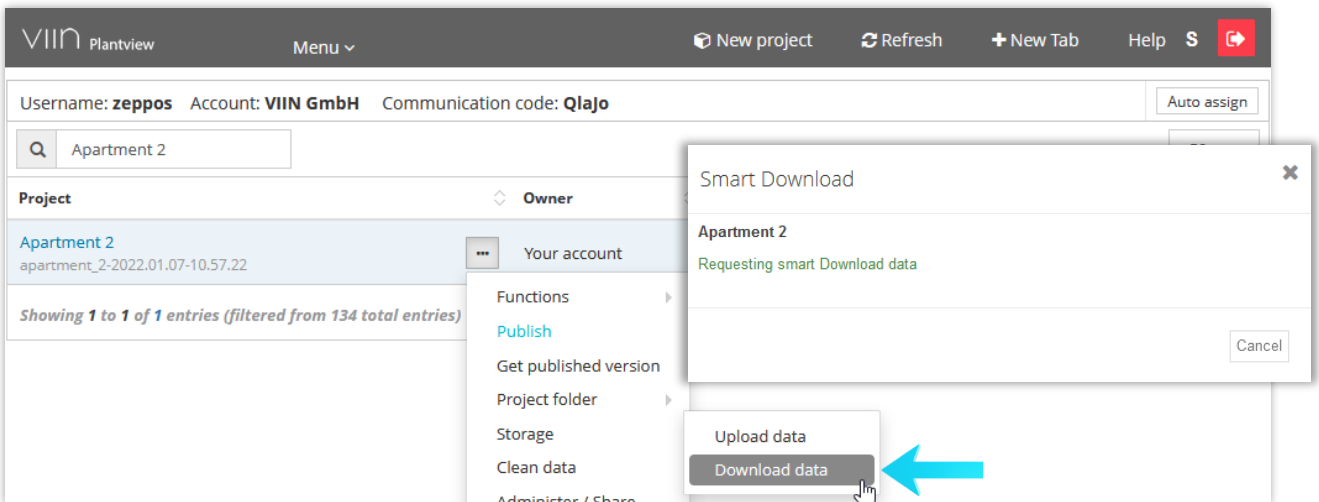 VIIN Plantview
Menu
New project
Refresh
New Tab
Help
S
Username: zeppos Account: VIIN GmbH Communication code: QlaJo
Auto assign
Apartment 2
Project
Owner
Apartment 2
apartment_2-2022.01.07-10.57.22
Your account
Showing 1 to 1 of 1 entries (filtered from 134 total entries)
Functions
Publish
Get published version
Project folder
Storage
Clean data
Administer / Share
Upload data
Download data
Smart Download
Apartment 2
Requesting smart Download data
Cancel